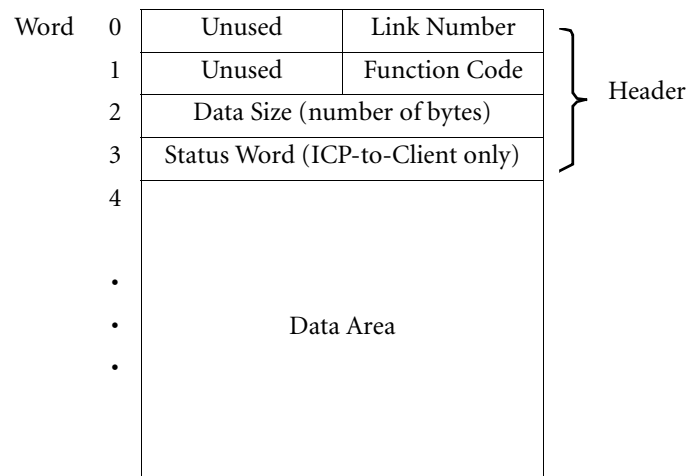 Word 0 Unused Link Number
1 Unused Function Code
Header
2 Data Size (number of bytes)
3 Status Word (ICP-to-Client only)
4
•
• Data Area
•